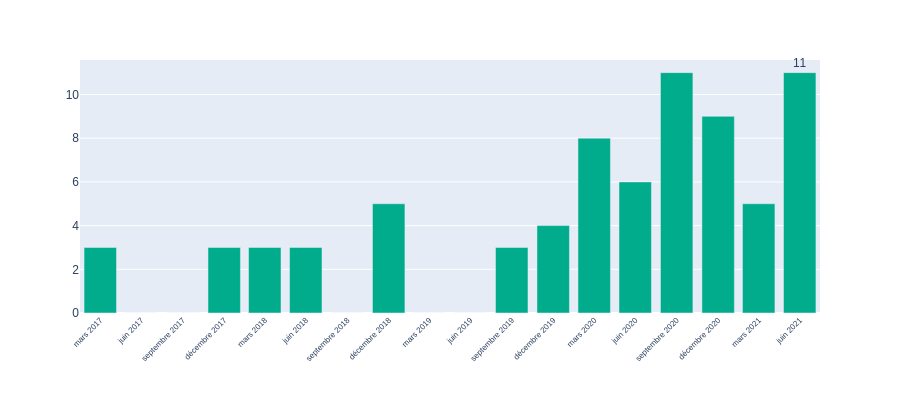 11
10
8
6
4
2
0
mars 2017
juin 2017
septembre 2017
décembre 2017
mars 2018
juin 2018
septembre 2018
décembre 2018
mars 2019
juin 2019
septembre 2019
décembre 2019
mars 2020
juin 2020
septembre 2020
décembre 2020
mars 2021
juin 2021